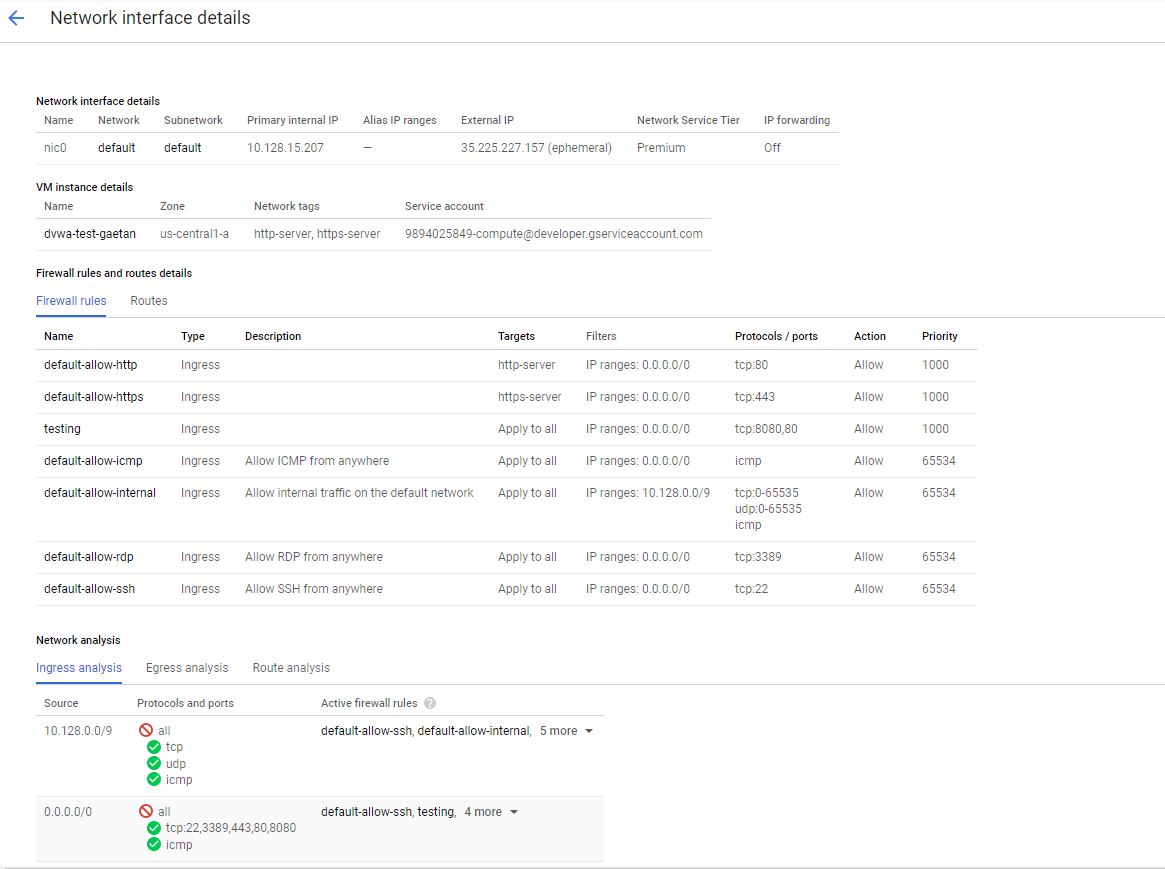 Network interface details
Network interface details
Name Network Subnetwork Primary internal IP Alias IP ranges External IP Network Service Tier IP forwarding
nic0 default default 10.128.15.207 — 35.225.227.157 (ephemeral) Premium Off
VM instance details
Name Zone Network tags Service account
dvwa-test-gaetan us-central1-a http-server, https-server 9894025849-compute@developer.gserviceaccount.com
Firewall rules and routes details
Firewall rules Routes
Name Type Description Targets Filters Protocols / ports Action Priority
default-allow-http Ingress http-server IP ranges: 0.0.0.0/0 tcp:80 Allow 1000
default-allow-https Ingress https-server IP ranges: 0.0.0.0/0 tcp:443 Allow 1000
testing Ingress Apply to all IP ranges: 0.0.0.0/0 tcp:8080,80 Allow 1000
default-allow-icmp Ingress Allow ICMP from anywhere Apply to all IP ranges: 0.0.0.0/0 icmp Allow 65534
default-allow-internal Ingress Allow internal traffic on the default network Apply to all IP ranges: 10.128.0.0/9 tcp:0-65535 Allow 65534
udp:0-65535
icmp
default-allow-rdp Ingress Allow RDP from anywhere Apply to all IP ranges: 0.0.0.0/0 tcp:3389 Allow 65534
default-allow-ssh Ingress Allow SSH from anywhere Apply to all IP ranges: 0.0.0.0/0 tcp:22 Allow 65534
Network analysis
Ingress analysis Egress analysis Route analysis
Source Protocols and ports Active firewall rules ?
10.128.0.0/9 all default-allow-ssh, default-allow-internal, 5 more
tcp
udp
icmp
0.0.0.0/0 all default-allow-ssh, testing, 4 more
tcp:22,3389,443,80,8080
icmp